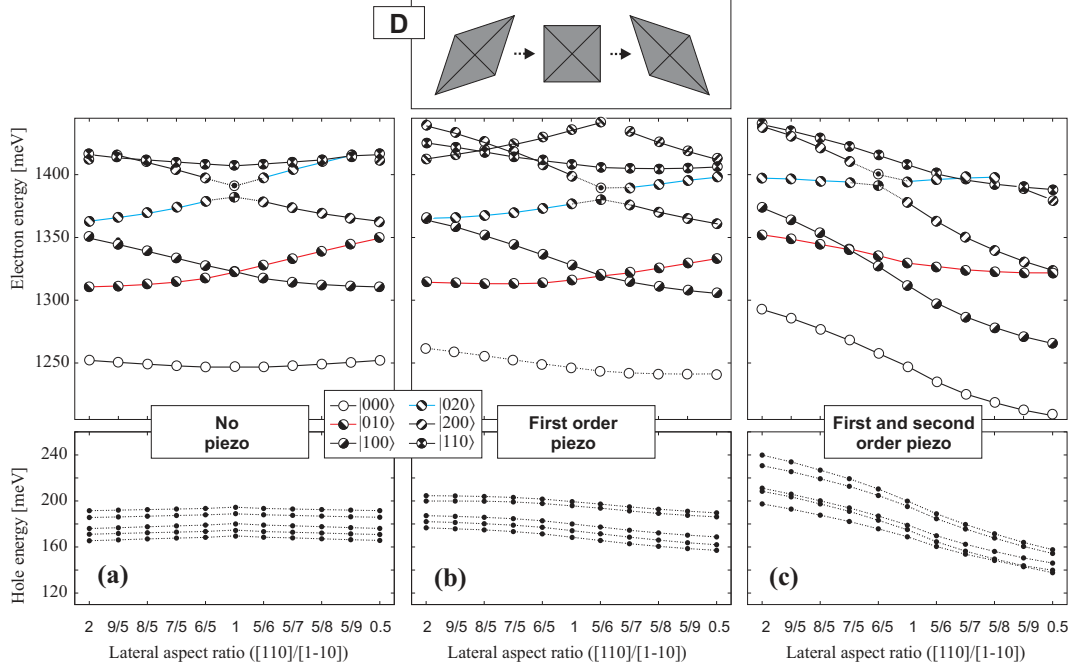 D
Electron energy [meV]
1400
1350
1300
1250
|000⟩ |020⟩
|010⟩ |200⟩
|100⟩ |110⟩
No
piezo
First order
piezo
First and second
order piezo
Hole energy [meV]
240
200
160
120
(a) (b) (c)
2 9/5 8/5 7/5 6/5 1 5/6 5/7 5/8 5/9 0.5
2 9/5 8/5 7/5 6/5 1 5/6 5/7 5/8 5/9 0.5
2 9/5 8/5 7/5 6/5 1 5/6 5/7 5/8 5/9 0.5
Lateral aspect ratio ([110]/[1-10])
Lateral aspect ratio ([110]/[1-10])
Lateral aspect ratio ([110]/[1-10])